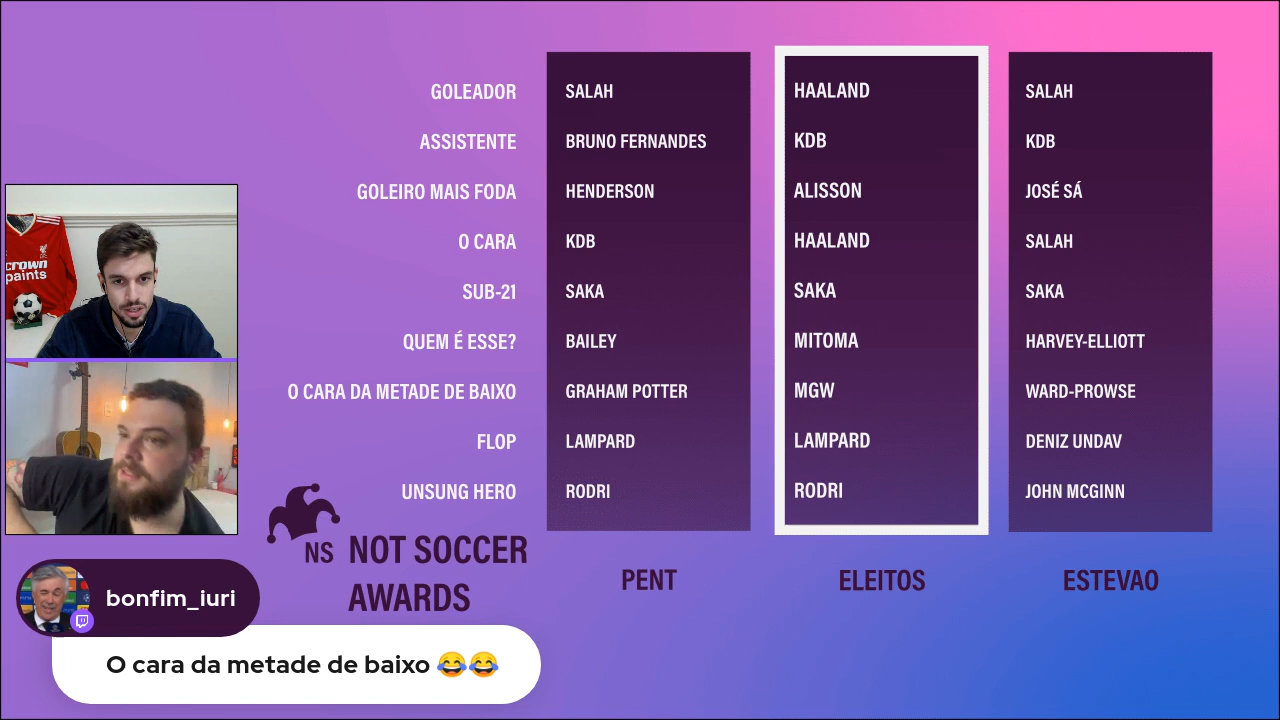 GOLEADOR SALAH HAALAND SALAH
ASSISTENTE BRUNO FERNANDES KDB KDB
GOLEIRO MAIS FODA HENDERSON ALISSON JOSÉ SÁ
O CARA KDB HAALAND SALAH
SUB-21 SAKA SAKA SAKA
QUEM É ESSE? BAILEY MITOMA HARVEY-ELLIOTT
O CARA DA METADE DE BAIXO GRAHAM POTTER MGW WARD-PROWSE
FLOP LAMPARD LAMPARD DENIZ UNDAV
UNSUNG HERO RODRI RODRI JOHN MCGINN
PENT ELEITOS ESTEVAO
NS NOT SOCCER
AWARDS
crown
paints
bonfim_iuri
O cara da metade de baixo 😂😂